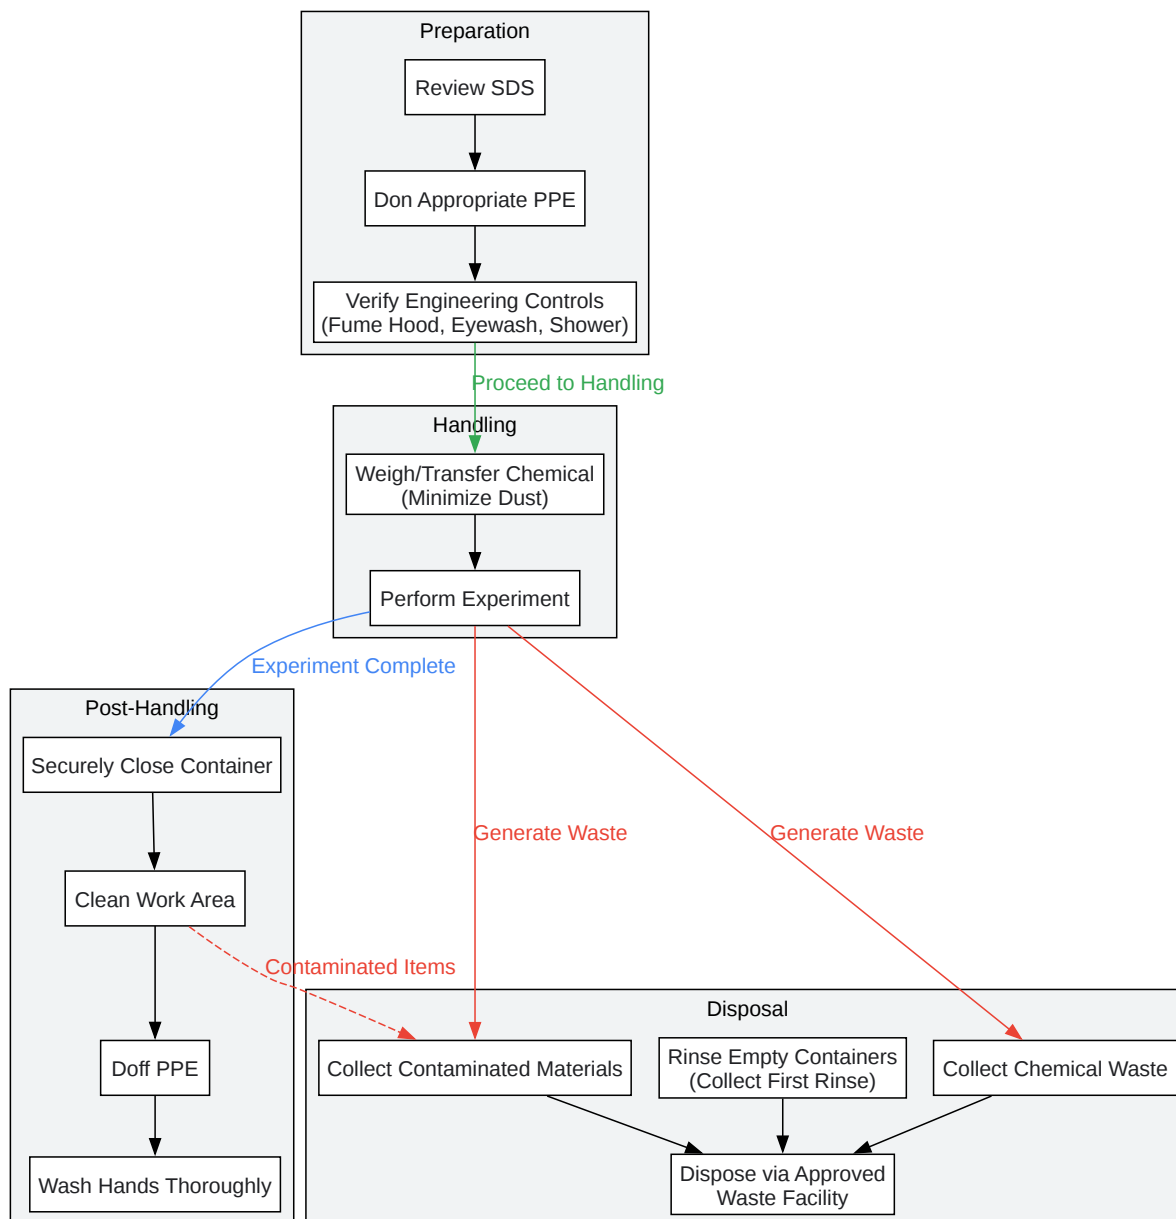 Preparation
Review SDS
Don Appropriate PPE
Verify Engineering Controls
(Fume Hood, Eyewash, Shower)
Proceed to Handling
Handling
Weigh/Transfer Chemical
(Minimize Dust)
Perform Experiment
Experiment Complete
Post-Handling
Securely Close Container
Generate Waste
Generate Waste
Clean Work Area
Contaminated Items
Disposal
Doff PPE
Collect Contaminated Materials
Rinse Empty Containers
(Collect First Rinse)
Collect Chemical Waste
Wash Hands Thoroughly
Dispose via Approved
Waste Facility